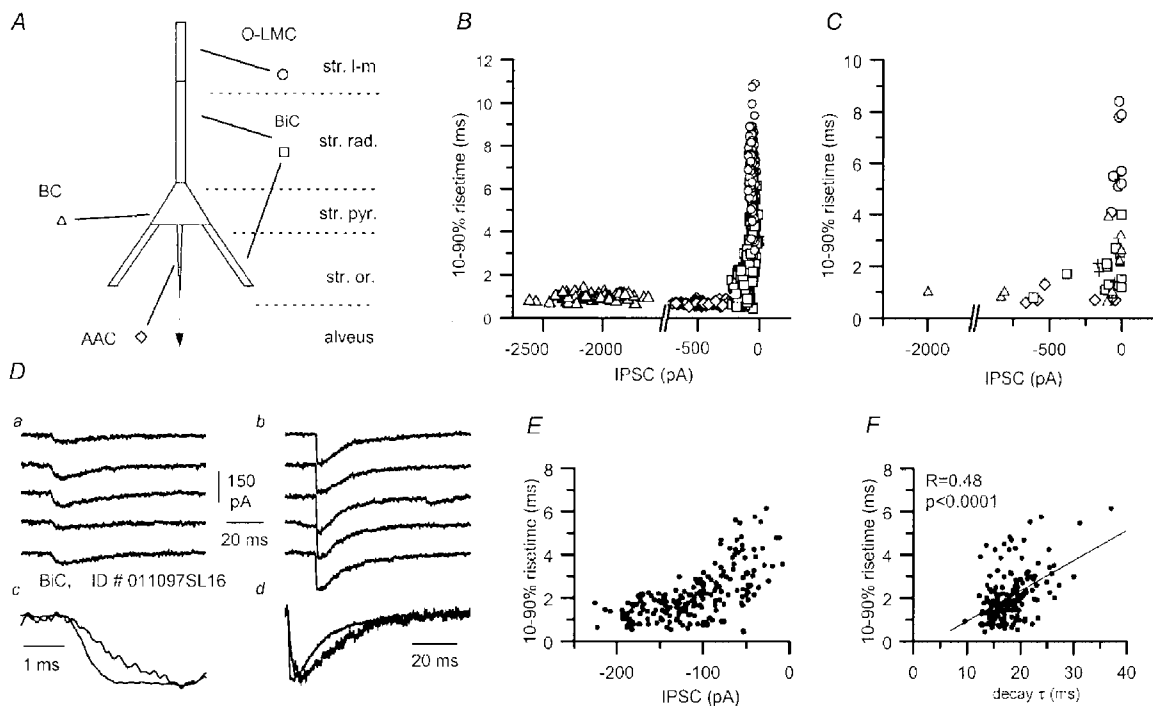 A
O-LMC
str. l-m
BiC
str. rad.
BC
str. pyr.
str. or.
AAC
alveus
B
10-90% risetime (ms)
12
10
8
6
4
2
0
-2500
-2000
-500
0
IPSC (pA)
C
10-90% risetime (ms)
10
8
6
4
2
0
-2000
-500
0
IPSC (pA)
D
a
b
150
pA
20 ms
BiC, ID # 011097SL16
c
d
1 ms
20 ms
E
10-90% risetime (ms)
8
6
4
2
0
-200
-100
0
IPSC (pA)
F
R=0.48
p<0.0001
10-90% risetime (ms)
8
6
4
2
0
0
10
20
30
40
decay τ (ms)